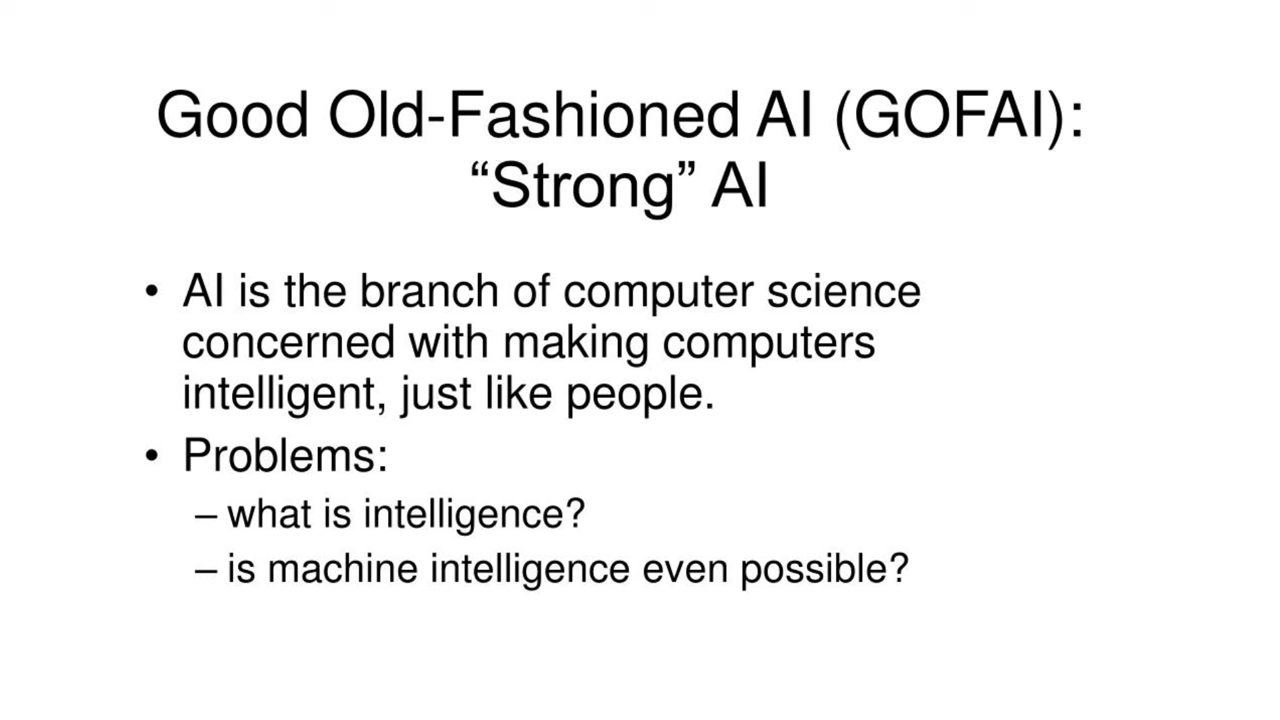 Good Old-Fashioned AI (GOFAI):
“Strong” AI
• AI is the branch of computer science
concerned with making computers
intelligent, just like people.
• Problems:
– what is intelligence?
– is machine intelligence even possible?